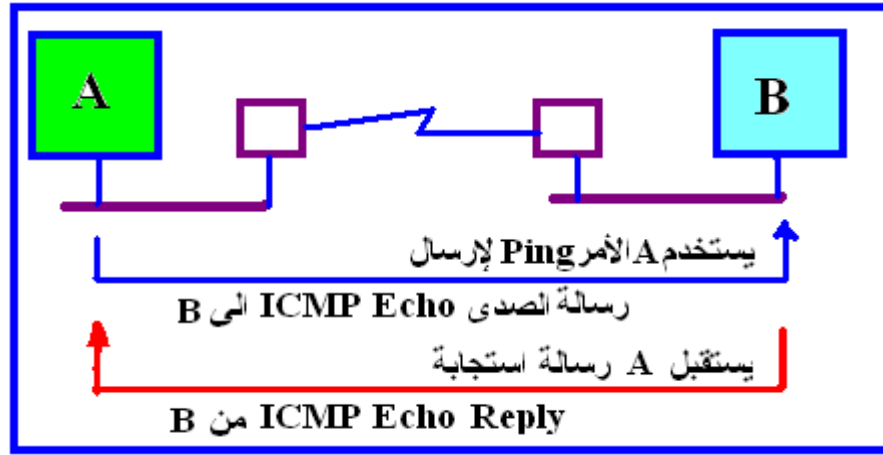 A
B
يستخدم A الأمر Ping لإرسال
رسالة الصدى ICMP Echo الى B
يستقبل A رسالة استجابة
ICMP Echo Reply من B